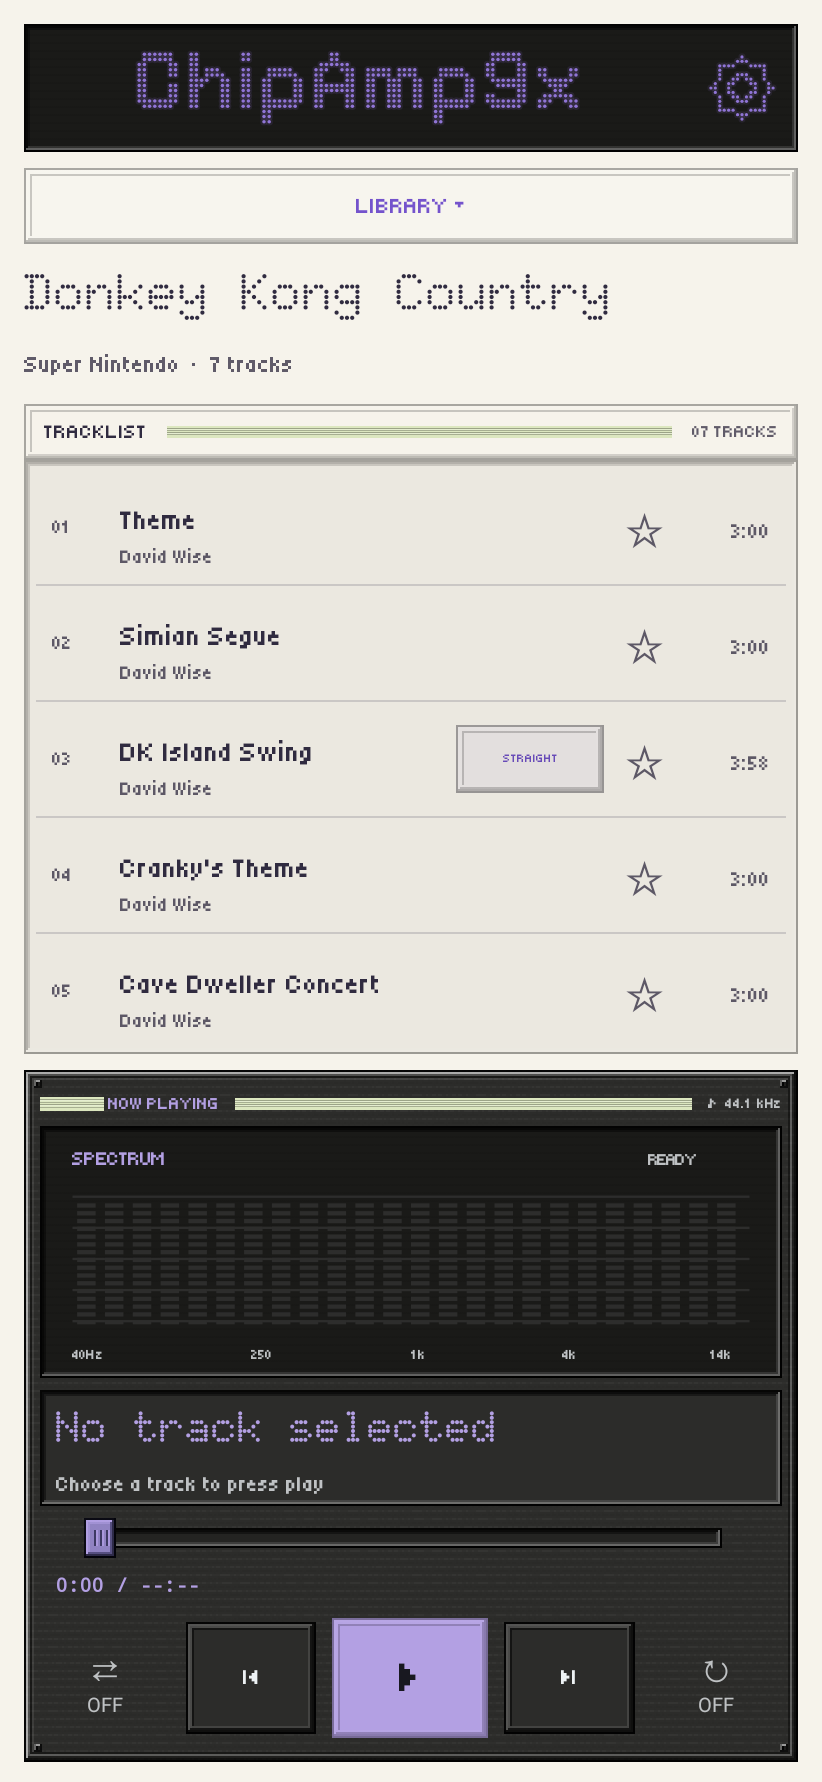 ChipAmp9x
LIBRARY ▾
Donkey Kong Country
Super Nintendo · 7 tracks
TRACKLIST 07 TRACKS
01 Theme ☆ 3:00
David Wise
02 Simian Segue ☆ 3:00
David Wise
03 DK Island Swing STRAIGHT ☆ 3:58
David Wise
04 Cranky's Theme ☆ 3:00
David Wise
05 Cave Dweller Concert ☆ 3:00
David Wise
NOW PLAYING ♪ 44.1 kHz
SPECTRUM READY
40Hz 250 1k 4k 14k
No track selected
Choose a track to press play
0:00 / --:--
OFF OFF